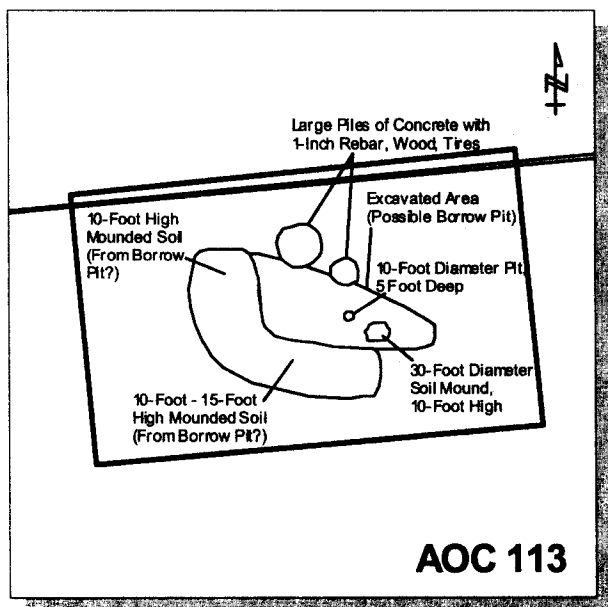 N
Large Piles of Concrete with
1-Inch Rebar, Wood, Tires
10-Foot High
Mounded Soil
(From Borrow
Pit?)
Excavated Area
(Possible Borrow Pit)
10-Foot Diameter Pit,
5 Foot Deep
30-Foot Diameter
Soil Mound,
10-Foot High
10-Foot - 15-Foot
High Mounded Soil
(From Borrow Pit?)
AOC 113